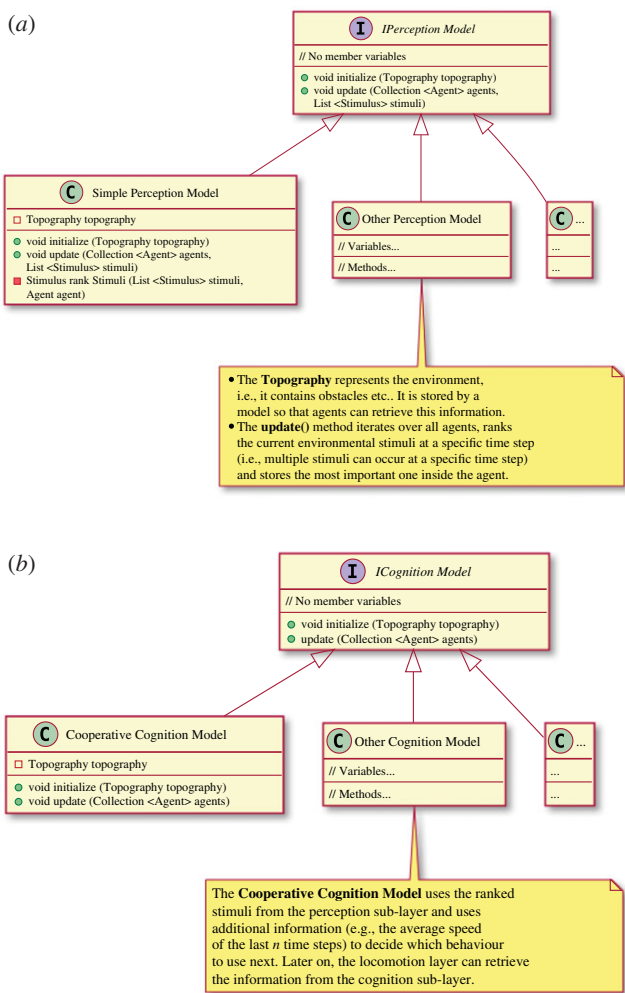 (a)
I IPerception Model
// No member variables
void initialize (Topography topography)
void update (Collection <Agent> agents,
List <Stimulus> stimuli)
C Simple Perception Model
Topography topography
void initialize (Topography topography)
void update (Collection <Agent> agents,
List <Stimulus> stimuli)
Stimulus rank Stimuli (List <Stimulus> stimuli,
Agent agent)
C Other Perception Model
// Variables...
// Methods...
C ...
...
...
• The Topography represents the environment,
i.e., it contains obstacles etc.. It is stored by a
model so that agents can retrieve this information.
• The update() method iterates over all agents, ranks
the current environmental stimuli at a specific time step
(i.e., multiple stimuli can occur at a specific time step)
and stores the most important one inside the agent.
(b)
I ICognition Model
// No member variables
void initialize (Topography topography)
update (Collection <Agent> agents)
C Cooperative Cognition Model
Topography topography
void initialize (Topography topography)
void update (Collection <Agent> agents)
C Other Cognition Model
// Variables...
// Methods...
C ...
...
...
The Cooperative Cognition Model uses the ranked
stimuli from the perception sub-layer and uses
additional information (e.g., the average speed
of the last n time steps) to decide which behaviour
to use next. Later on, the locomotion layer can retrieve
the information from the cognition sub-layer.